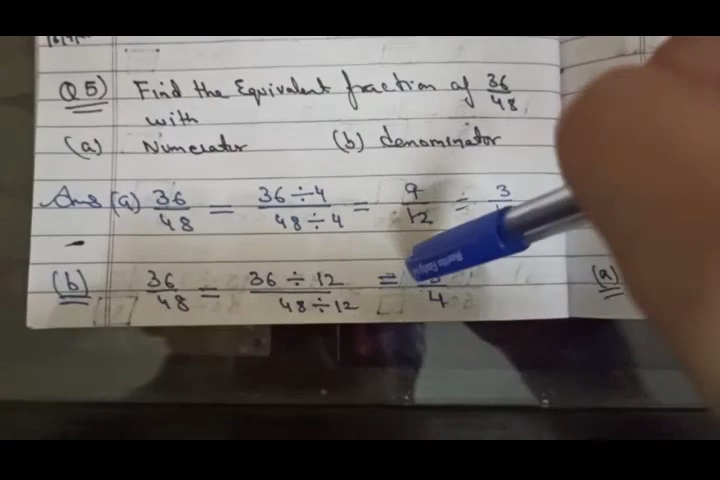 Q5) Find the Equivalent fraction of 36/48
with
(a) Numerator (b) denominator
Ans (a) 36/48 = 36÷4/48÷4 = 9/12 = 3
(b) 36/48 = 36÷12/48÷12 = 3/4
(a)